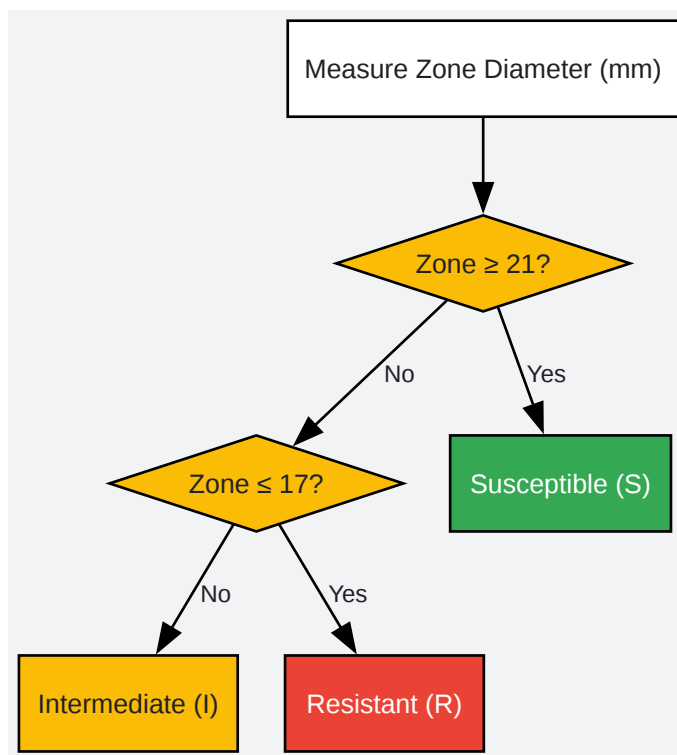 Measure Zone Diameter (mm)
Zone ≥ 21?
No
Yes
Zone ≤ 17?
Susceptible (S)
No
Yes
Intermediate (I)
Resistant (R)